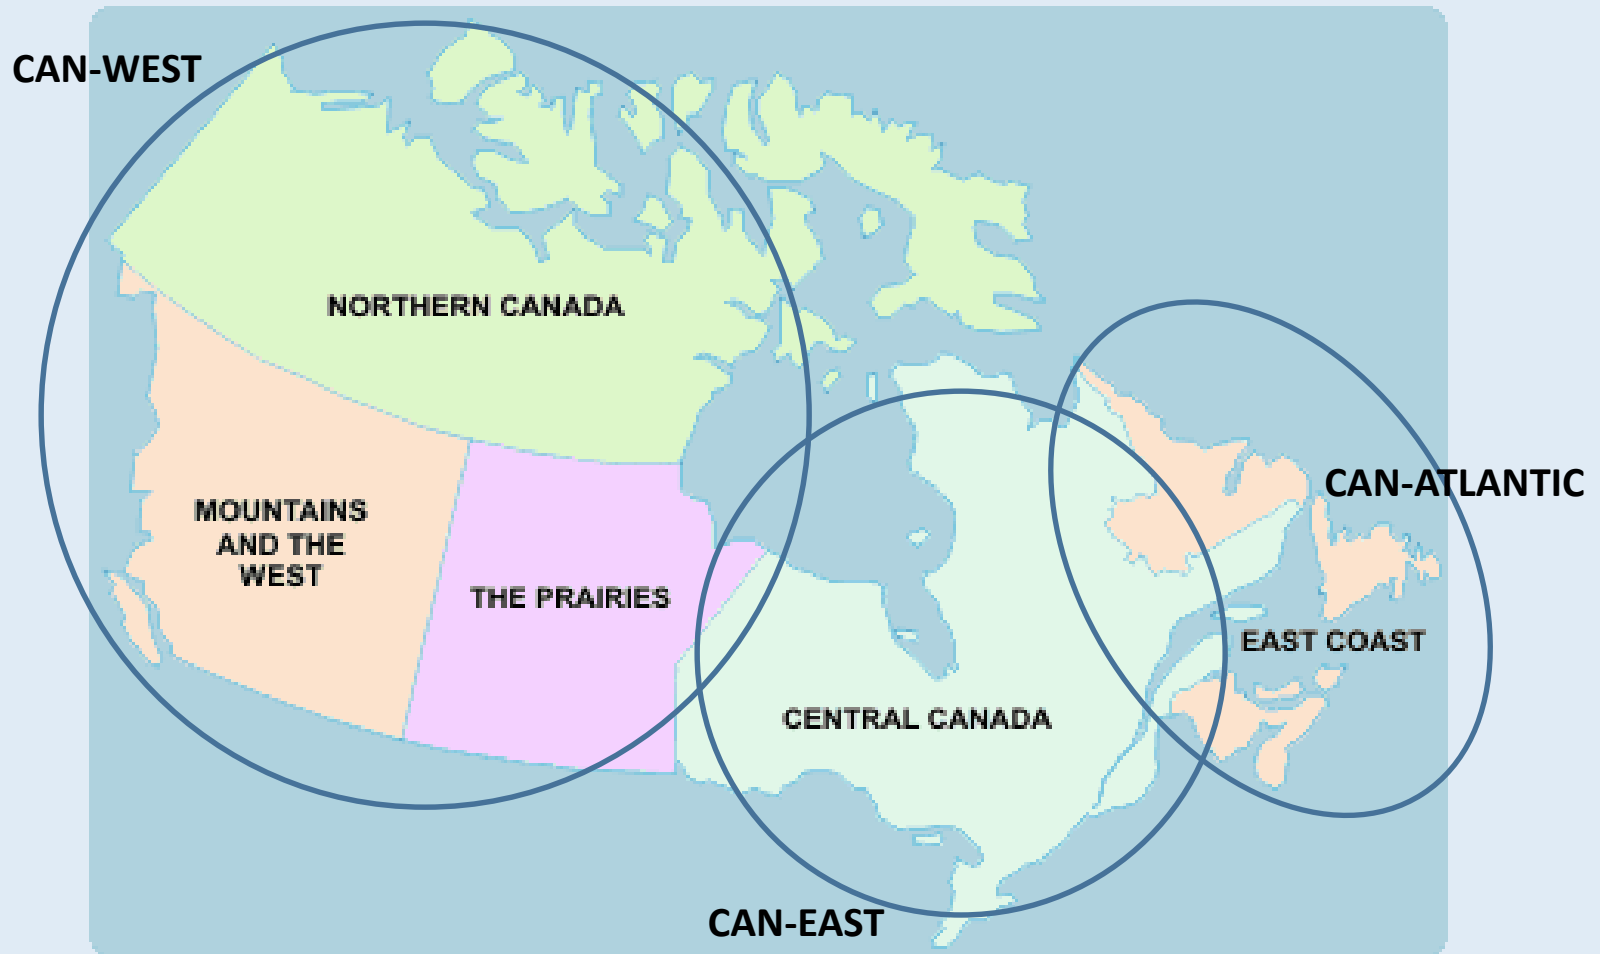 CAN-WEST
NORTHERN CANADA
CAN-ATLANTIC
MOUNTAINS
AND THE
WEST
THE PRAIRIES
EAST COAST
CENTRAL CANADA
CAN-EAST